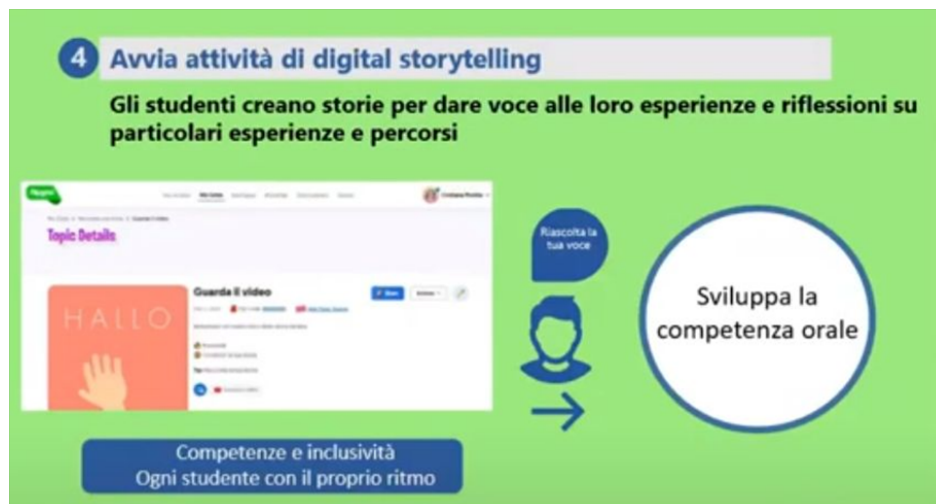 4 Avvia attività di digital storytelling
Gli studenti creano storie per dare voce alle loro esperienze e riflessioni su
particolari esperienze e percorsi
Topic Details
Guarda il video
HALLO
Riascolta la
tua voce
Sviluppa la
competenza orale
Competenze e inclusività
Ogni studente con il proprio ritmo